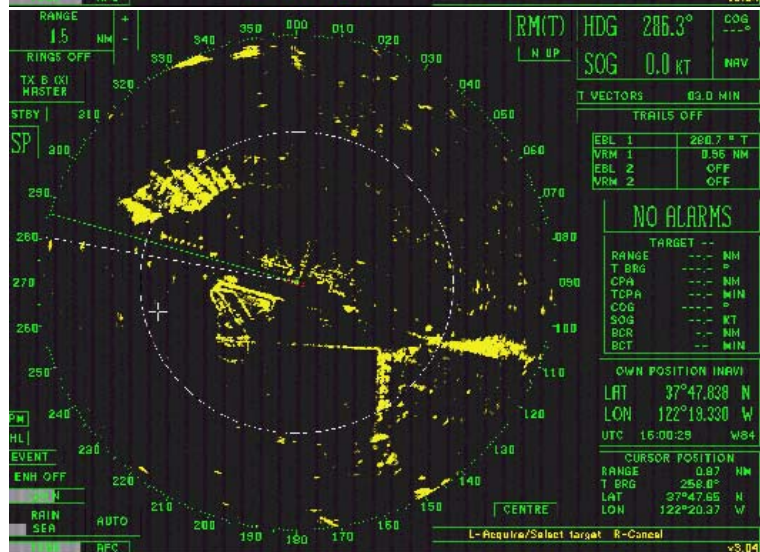 RANGE
1.5 NM
+
-
RINGS OFF
TX B (X)
MASTER
STBY
SP
PM
HL
EVENT
ENH OFF
RAIN
SEA
AUTO
AFC
000
010
020
030
050
060
070
080
090
100
110
120
130
150
160
180
190
200
210
220
230
240
250
260
270
280
290
300
310
320
330
RM(T)
N UP
HDG 286.3°
COG
---°
SOG 0.0 KT
NAV
T VECTORS 03.0 MIN
TRAILS OFF
EBL 1 280.7 ° T
VRM 1 0.96 NM
EBL 2 OFF
VRM 2 OFF
NO ALARMS
TARGET --
RANGE --.- NM
T BRG ---.- °
CPA --.- NM
TCPA --.- MIN
COG ---.- °
SOG --.- KT
BCR --.- NM
BCT --.- MIN
OWN POSITION (NAV)
LAT 37°47.838 N
LON 122°19.330 W
UTC 16:00:29 W84
CURSOR POSITION
RANGE 0.87 NM
T BRG 258.0°
LAT 37°47.65 N
LON 122°20.37 W
CENTRE
L-Acquire/Select target R-Cancel
v3.04